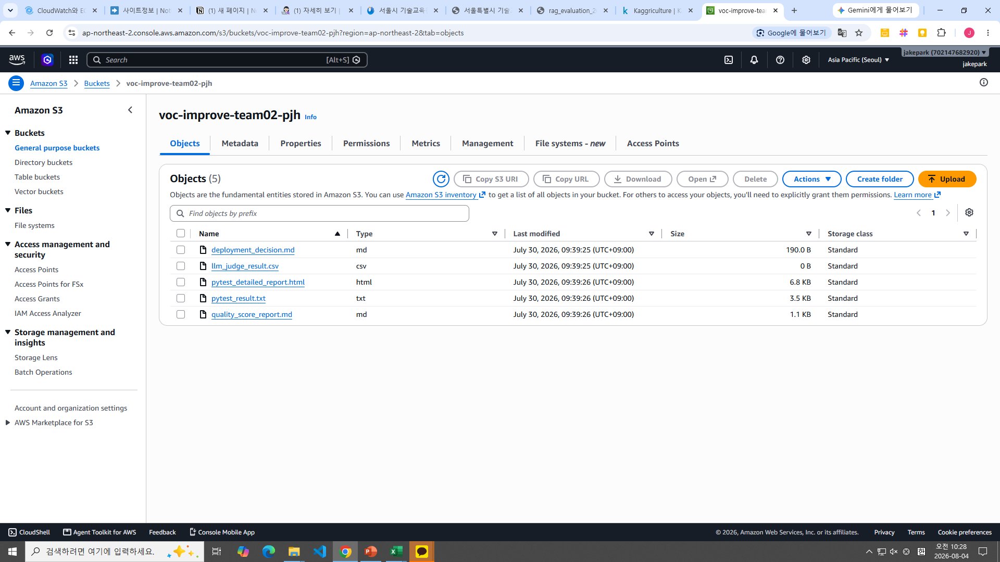 CloudWatch와 EC
사이트정보 | Not
(1) 새 페이지 | No
(1) 자세히 보기 |
서울시 기술교육
서울특별시 기술
rag_evaluation_2
Kaggriculture | K
voc-improve-tea
Gemini에게 물어보기
ap-northeast-2.console.aws.amazon.com/s3/buckets/voc-improve-team02-pjh?region=ap-northeast-2&tab=objects
Google에 물어보기
J
aws
Search
[Alt+S]
Asia Pacific (Seoul)
jakepark (702147682920)
jakepark
Amazon S3
Buckets
voc-improve-team02-pjh
Amazon S3
Buckets
General purpose buckets
Directory buckets
Table buckets
Vector buckets
Files
File systems
Access management and
security
Access Points
Access Points for FSx
Access Grants
IAM Access Analyzer
Storage management and
insights
Storage Lens
Batch Operations
Account and organization settings
AWS Marketplace for S3
voc-improve-team02-pjh Info
Objects Metadata Properties Permissions Metrics Management File systems - new Access Points
Objects (5)
Copy S3 URI Copy URL Download Open Delete Actions Create folder Upload
Objects are the fundamental entities stored in Amazon S3. You can use Amazon S3 inventory to get a list of all objects in your bucket. For others to access your objects, you'll need to explicitly grant them permissions. Learn more
Find objects by prefix
1
Name Type Last modified Size Storage class
deployment_decision.md md July 30, 2026, 09:39:25 (UTC+09:00) 190.0 B Standard
llm_judge_result.csv csv July 30, 2026, 09:39:25 (UTC+09:00) 0 B Standard
pytest_detailed_report.html html July 30, 2026, 09:39:26 (UTC+09:00) 6.8 KB Standard
pytest_result.txt txt July 30, 2026, 09:39:26 (UTC+09:00) 3.5 KB Standard
quality_score_report.md md July 30, 2026, 09:39:26 (UTC+09:00) 1.1 KB Standard
CloudShell Agent Toolkit for AWS Feedback Console Mobile App
© 2026, Amazon Web Services, Inc. or its affiliates. Privacy Terms Cookie preferences
검색하려면 여기에 입력하세요.
한
오전 10:28
2026-08-04